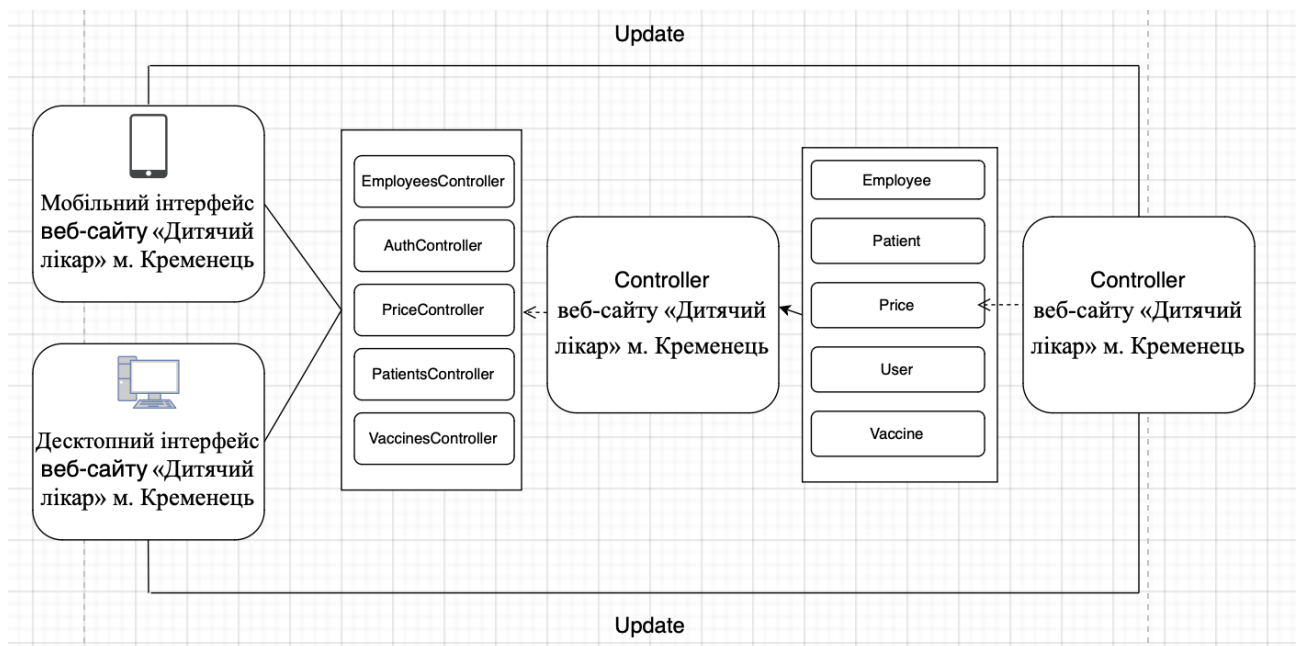 Update
Мобільний інтерфейс
веб-сайту «Дитячий
лікар» м. Кременець
Десктопний інтерфейс
веб-сайту «Дитячий
лікар» м. Кременець
EmployeesController
AuthController
PriceController
PatientsController
VaccinesController
Controller
веб-сайту «Дитячий
лікар» м. Кременець
Employee
Patient
Price
User
Vaccine
Controller
веб-сайту «Дитячий
лікар» м. Кременець
Update